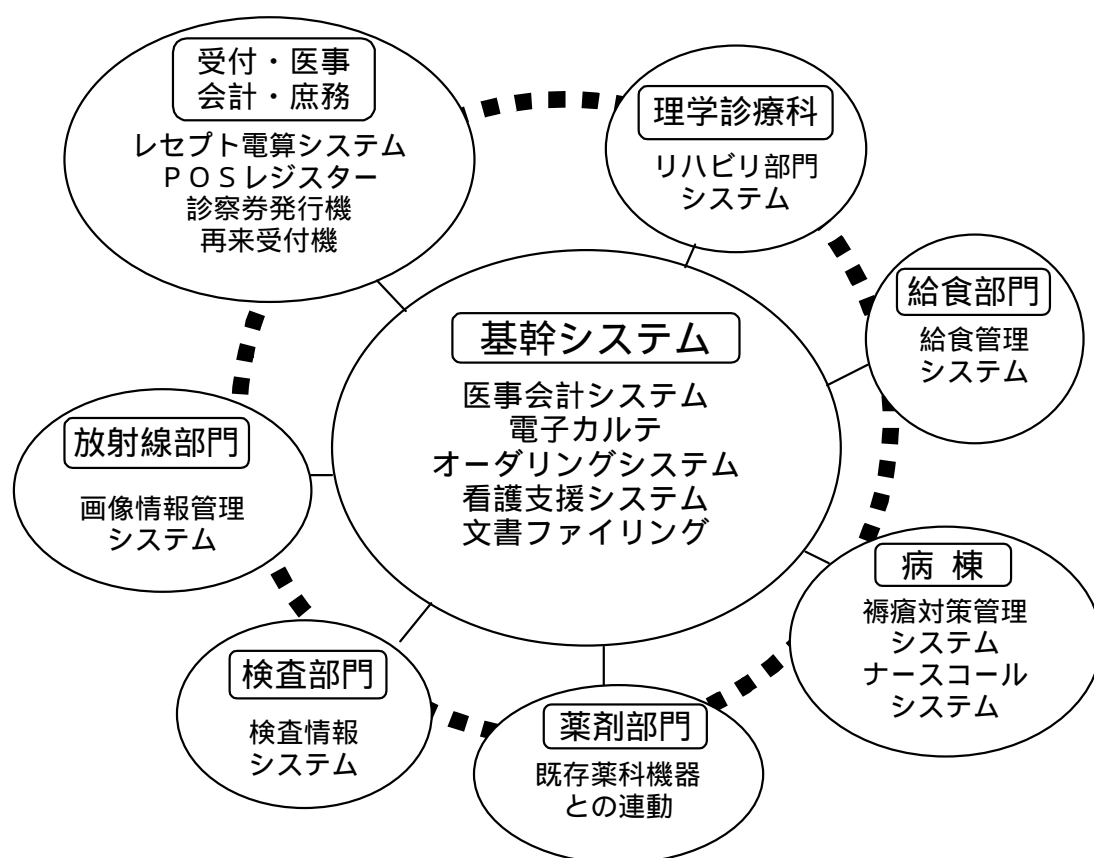 受付・医事
会計・庶務
レセプト電算システム
ＰＯＳレジスター
診察券発行機
再来受付機
理学診療科
リハビリ部門
システム
給食部門
給食管理
システム
基幹システム
医事会計システム
電子カルテ
オーダリングシステム
看護支援システム
文書ファイリング
放射線部門
画像情報管理
システム
病 棟
褥瘡対策管理
システム
ナースコール
システム
検査部門
検査情報
システム
薬剤部門
既存薬科機器
との連動